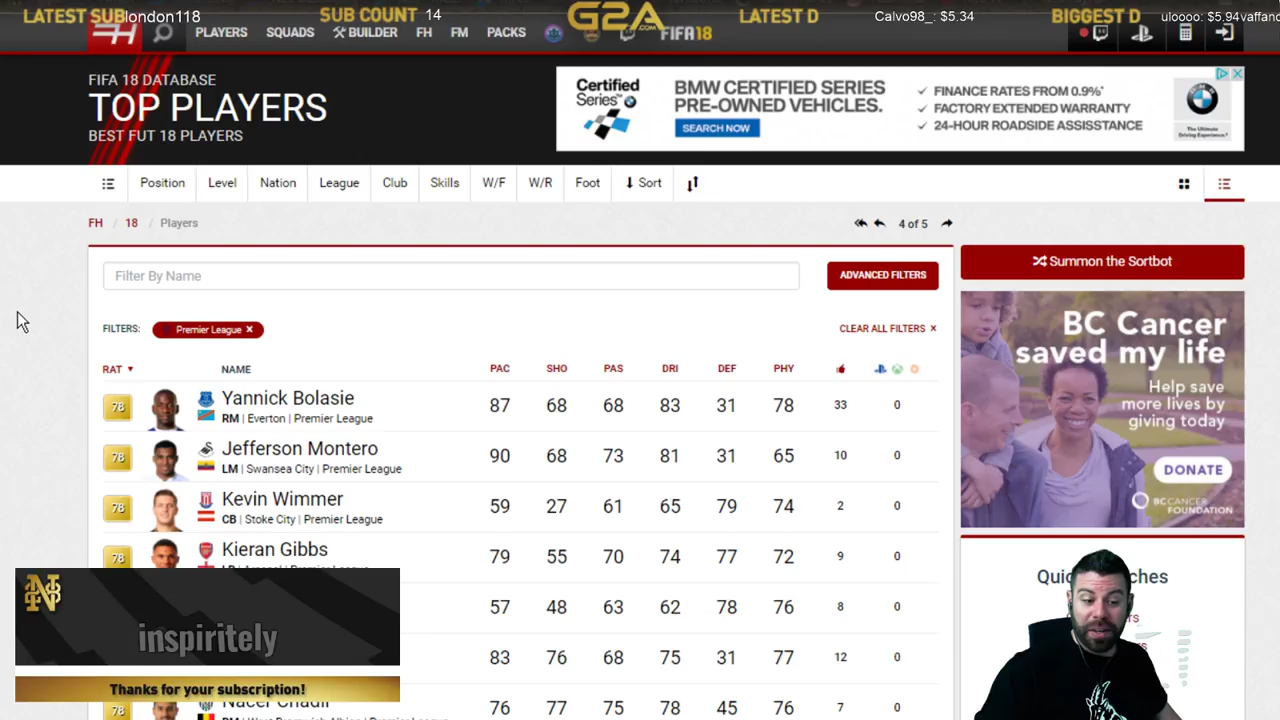 LATEST SUB london118 SUB COUNT 14 G2A.COM LATEST D Calvo98_: $5.34 BIGGEST D uloooo: $5.94vaffanc
FH PLAYERS SQUADS BUILDER FH FM PACKS FIFA18
FIFA 18 DATABASE
TOP PLAYERS
BEST FUT 18 PLAYERS
Certified Series
BMW CERTIFIED SERIES
PRE-OWNED VEHICLES.
SEARCH NOW
✓ FINANCE RATES FROM 0.9%*
✓ FACTORY EXTENDED WARRANTY
✓ 24-HOUR ROADSIDE ASSISSTANCE
The Ultimate
Driving Experience.
Position Level Nation League Club Skills W/F W/R Foot Sort
FH / 18 / Players 4 of 5
Filter By Name ADVANCED FILTERS
FILTERS: Premier League × CLEAR ALL FILTERS ×
RAT NAME PAC SHO PAS DRI DEF PHY
78 Yannick Bolasie 87 68 68 83 31 78 33 0
RM | Everton | Premier League
78 Jefferson Montero 90 68 73 81 31 65 10 0
LM | Swansea City | Premier League
78 Kevin Wimmer 59 27 61 65 79 74 2 0
CB | Stoke City | Premier League
78 Kieran Gibbs 79 55 70 74 77 72 9 0
57 48 63 62 78 76 8 0
83 76 68 75 31 77 12 0
78 Nacer Chadli 76 77 75 78 45 76 7 0
inspiritely
Thanks for your subscription!
Summon the Sortbot
BC Cancer
saved my life
Help save
more lives by
giving today
DONATE
BC CANCER
FOUNDATION